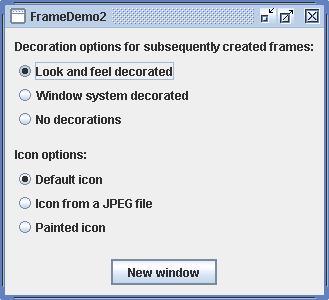 FrameDemo2
Decoration options for subsequently created frames:
Look and feel decorated
Window system decorated
No decorations
Icon options:
Default icon
Icon from a JPEG file
Painted icon
New window